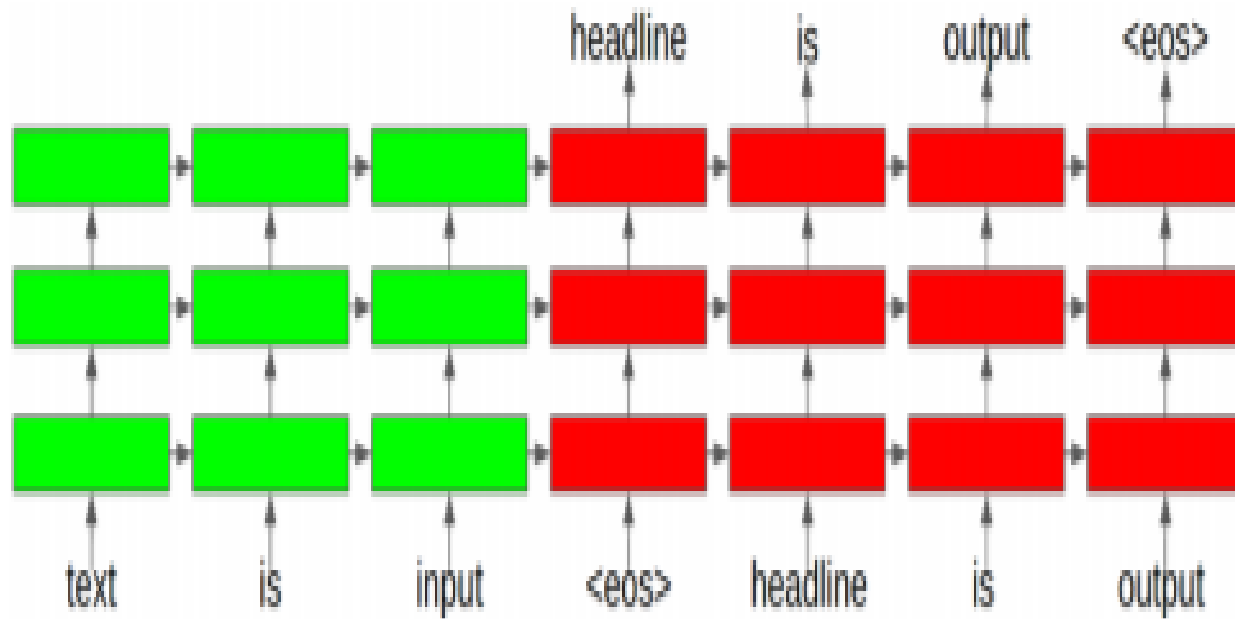 headline is output <eos>
text is input <eos> headline is output